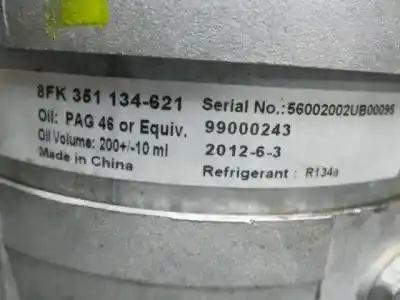 8FK 351 134-621 Serial No.:56002002UB00095
Oil: PAG 46 or Equiv. 99000243
Oil Volume: 200+/-10 ml 2012-6-3
Made in China Refrigerant : R134a